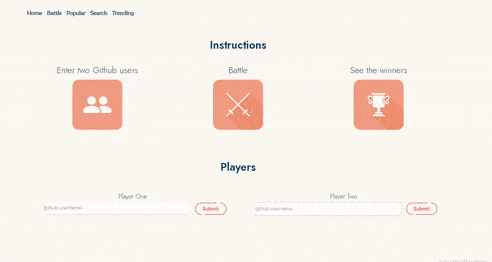 Home Battle Popular Search Trending
Instructions
Enter two Github users Battle See the winners
Players
Player One Player Two
github username Submit github username Submit